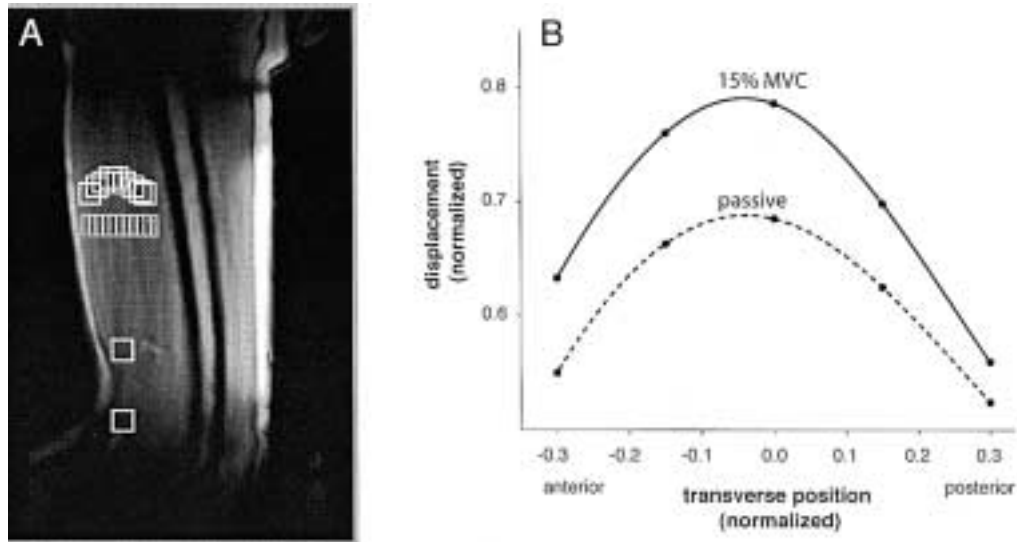 A
B
15% MVC
passive
displacement
(normalized)
0.8
0.7
0.6
-0.3 -0.2 -0.1 0.0 0.1 0.2 0.3
anterior
posterior
transverse position
(normalized)